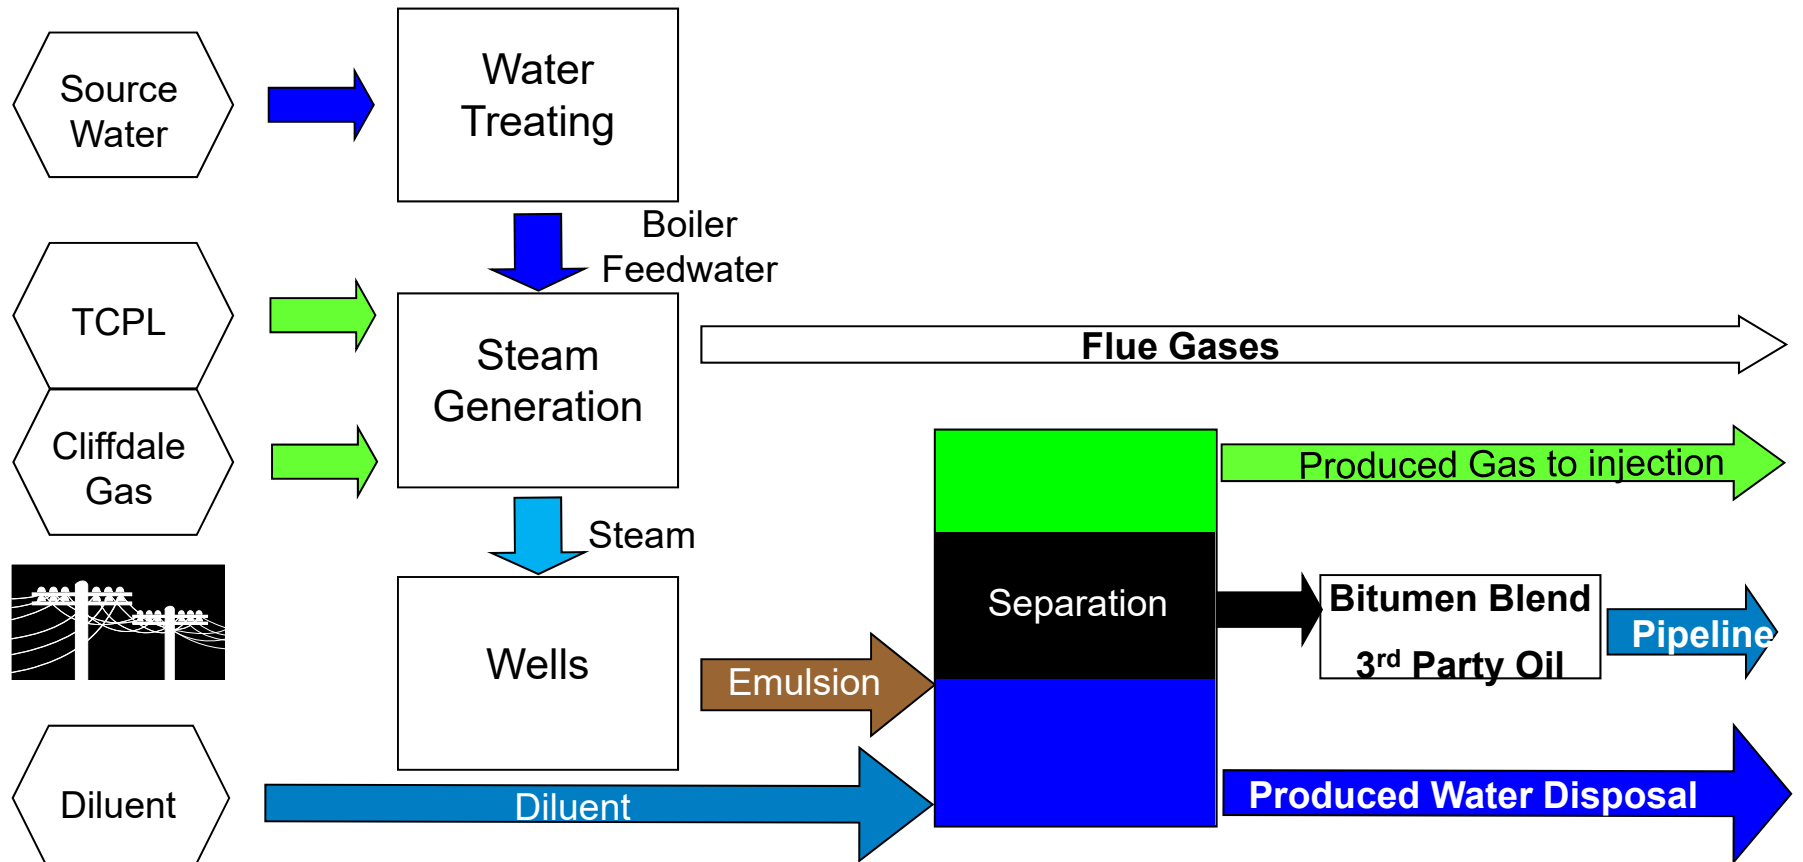 Source
Water
Water
Treating
Boiler
Feedwater
TCPL
Steam
Generation
Flue Gases
Cliffdale
Gas
Produced Gas to injection
Steam
Separation
Bitumen Blend
3rd Party Oil
Pipeline
Wells
Emulsion
Diluent
Diluent
Produced Water Disposal